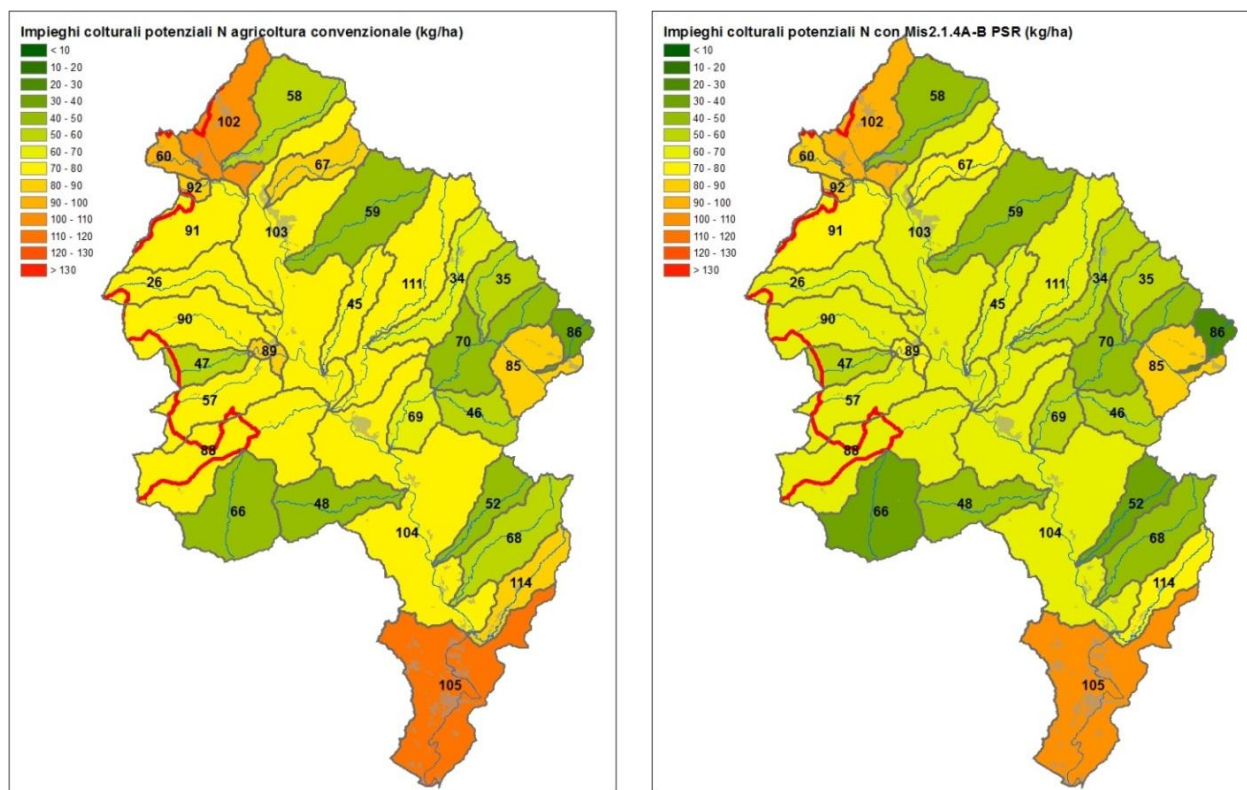 Impieghi colturali potenziali N agricoltura convenzionale (kg/ha)
< 10
10 - 20
20 - 30
30 - 40
40 - 50
50 - 60
60 - 70
70 - 80
80 - 90
90 - 100
100 - 110
110 - 120
120 - 130
> 130
58
102
60
67
92
59
103
91
26
111
34
35
45
90
86
70
89
47
85
57
69
46
88
66
48
52
104
68
114
105
Impieghi colturali potenziali N con Mis2.1.4A-B PSR (kg/ha)
< 10
10 - 20
20 - 30
30 - 40
40 - 50
50 - 60
60 - 70
70 - 80
80 - 90
90 - 100
100 - 110
110 - 120
120 - 130
> 130
58
102
60
67
92
59
103
91
26
111
34
35
45
90
86
70
89
47
85
57
69
46
88
66
48
52
104
68
114
105